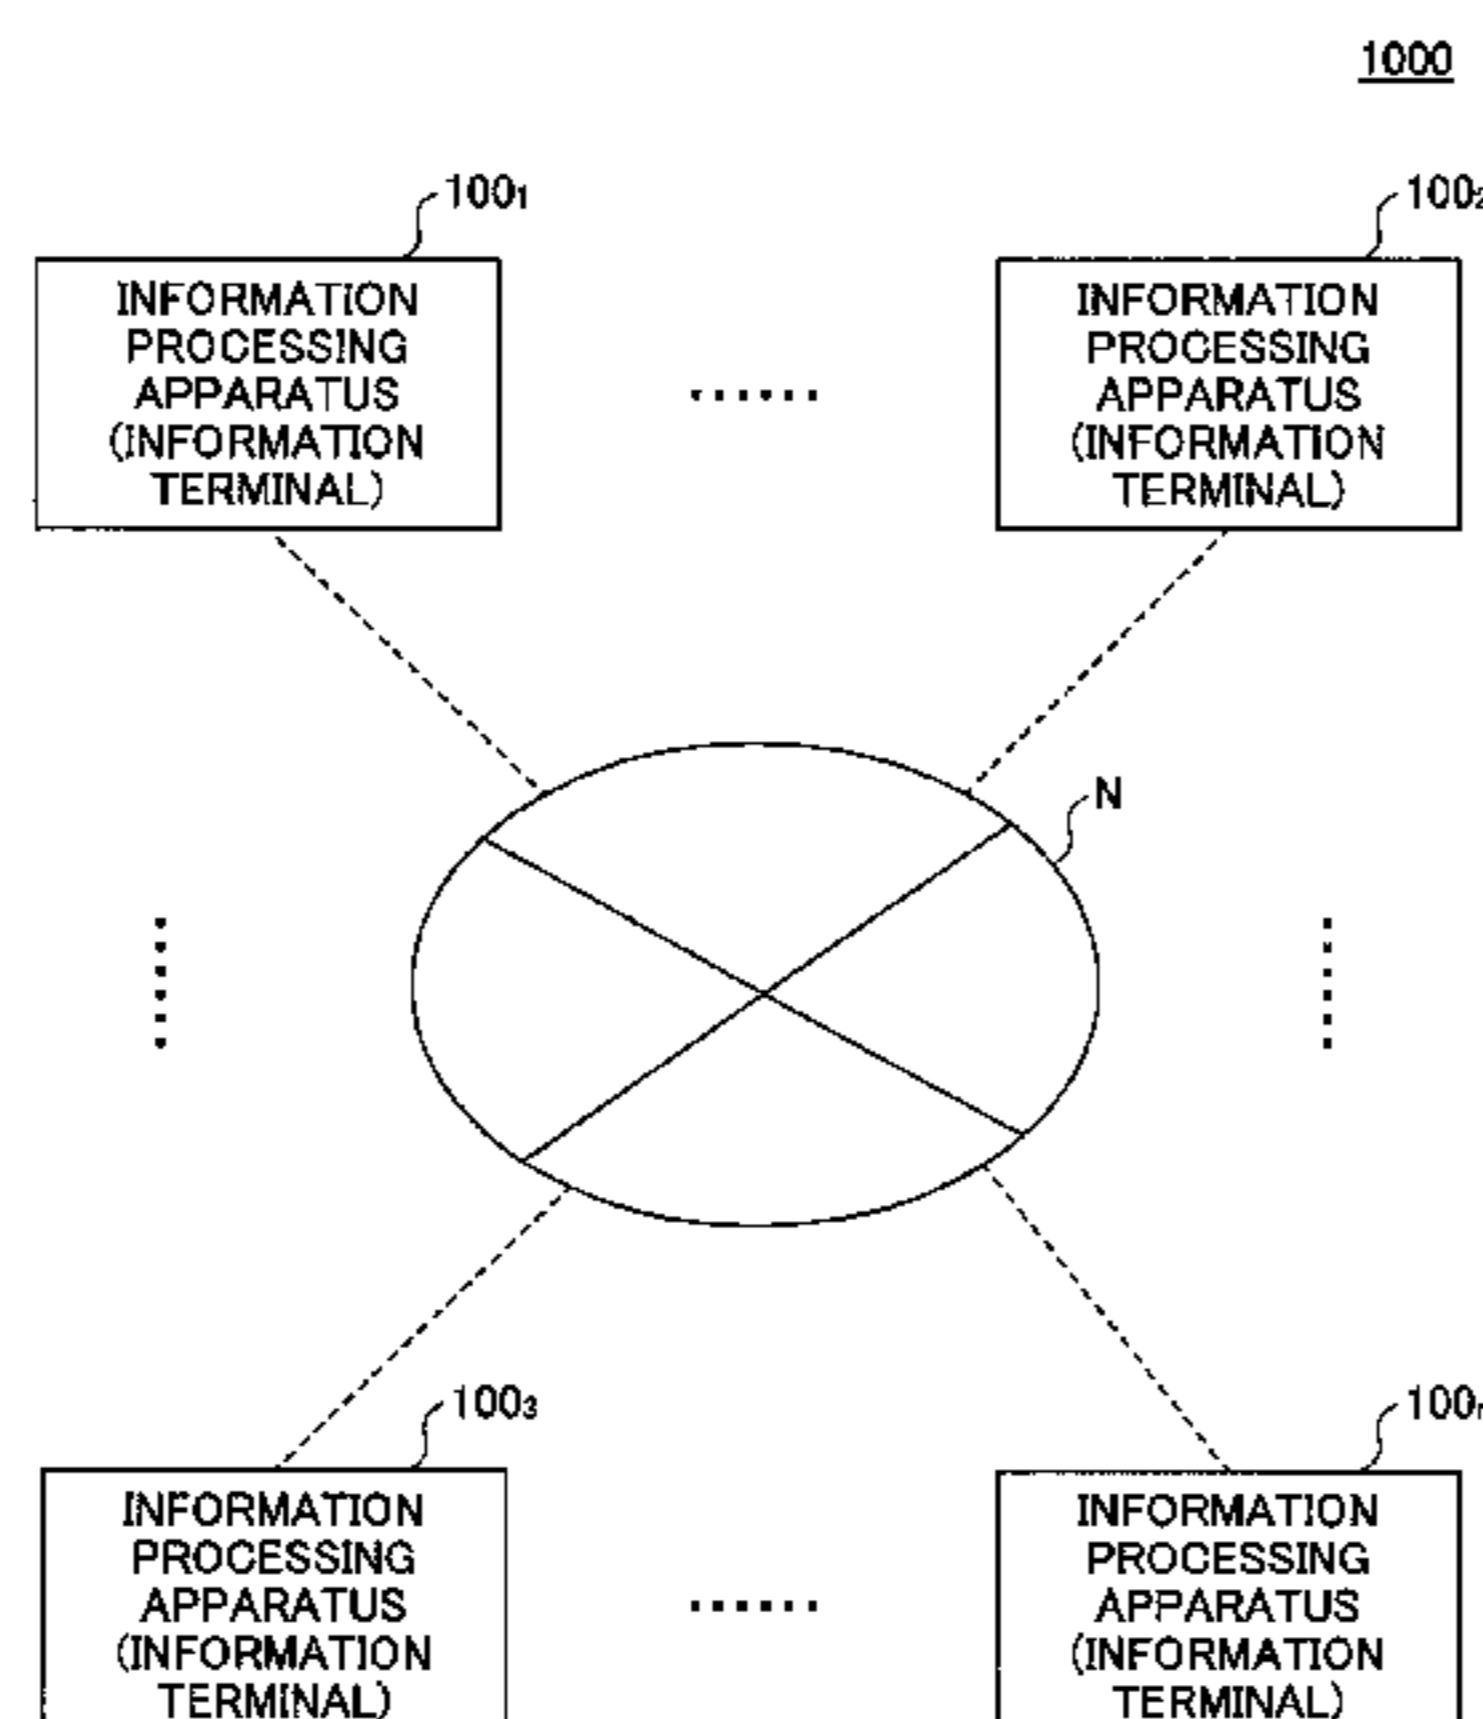 1000
100₁
100₂
INFORMATION
PROCESSING
APPARATUS
(INFORMATION
TERMINAL)
INFORMATION
PROCESSING
APPARATUS
(INFORMATION
TERMINAL)
N
100₃
100ₙ
INFORMATION
PROCESSING
APPARATUS
(INFORMATION
TERMINAL)
INFORMATION
PROCESSING
APPARATUS
(INFORMATION
TERMINAL)